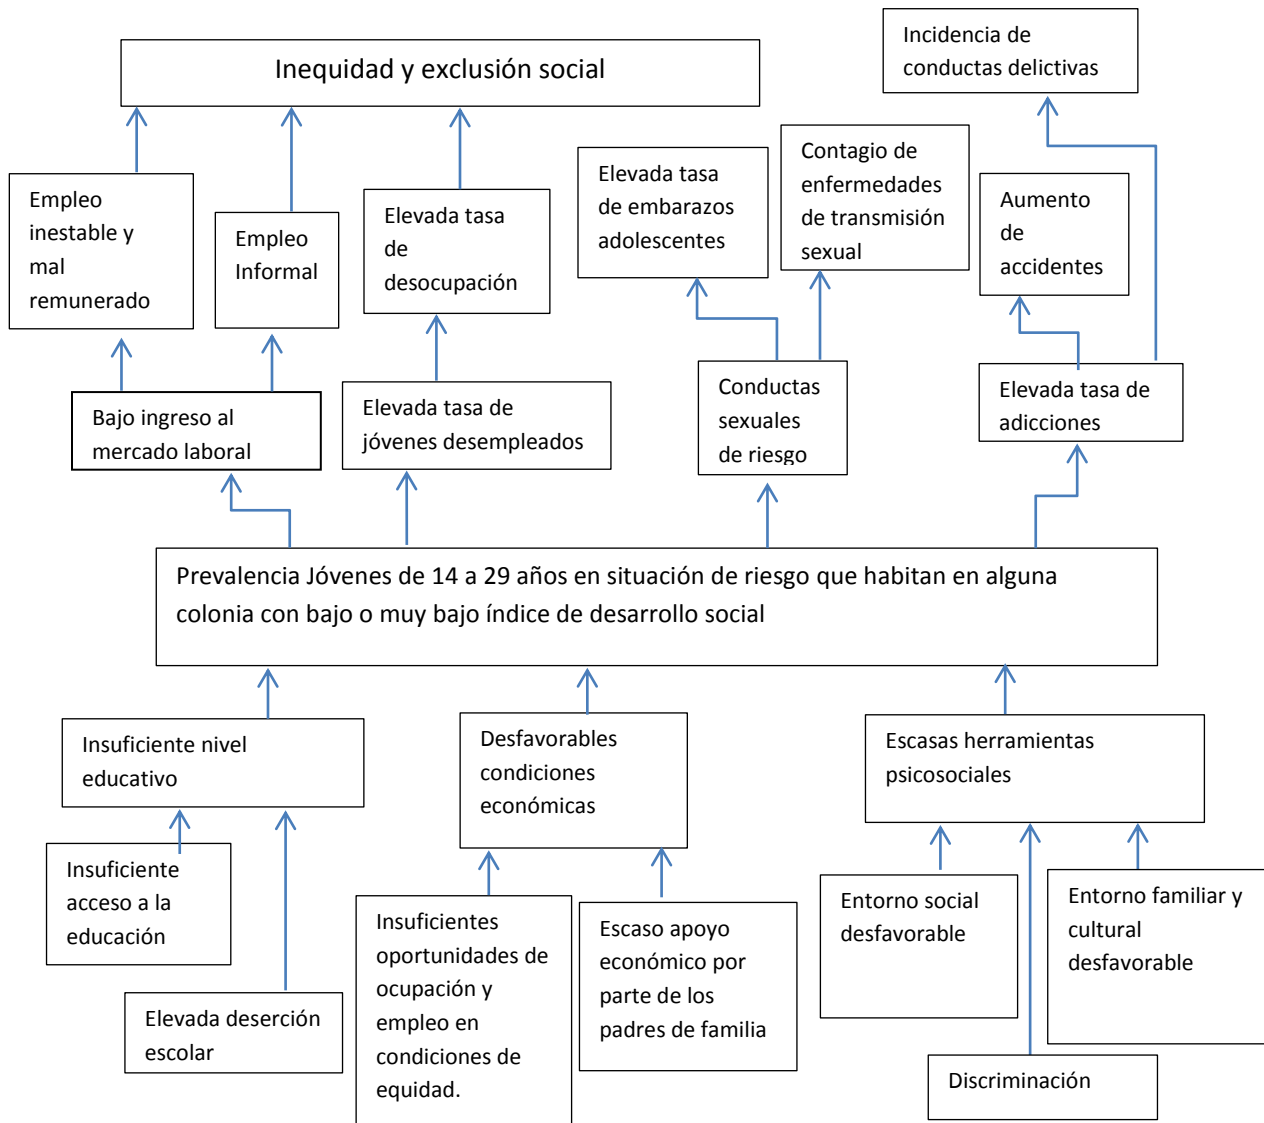 Inequidad y exclusión social
Incidencia de
conductas delictivas
Empleo
inestable y
mal
remunerado
Empleo
Informal
Elevada tasa
de
desocupación
Elevada tasa
de embarazos
adolescentes
Contagio de
enfermedades
de transmisión
sexual
Aumento
de
accidentes
Bajo ingreso al
mercado laboral
Elevada tasa de
jóvenes desempleados
Conductas
sexuales
de riesgo
Elevada tasa de
adicciones
Prevalencia Jóvenes de 14 a 29 años en situación de riesgo que habitan en alguna
colonia con bajo o muy bajo índice de desarrollo social
Insuficiente nivel
educativo
Desfavorables
condiciones
económicas
Escasas herramientas
psicosociales
Insuficiente
acceso a la
educación
Elevada deserción
escolar
Insuficientes
oportunidades de
ocupación y
empleo en
condiciones de
equidad.
Escaso apoyo
económico por
parte de los
padres de familia
Entorno social
desfavorable
Entorno familiar y
cultural
desfavorable
Discriminación